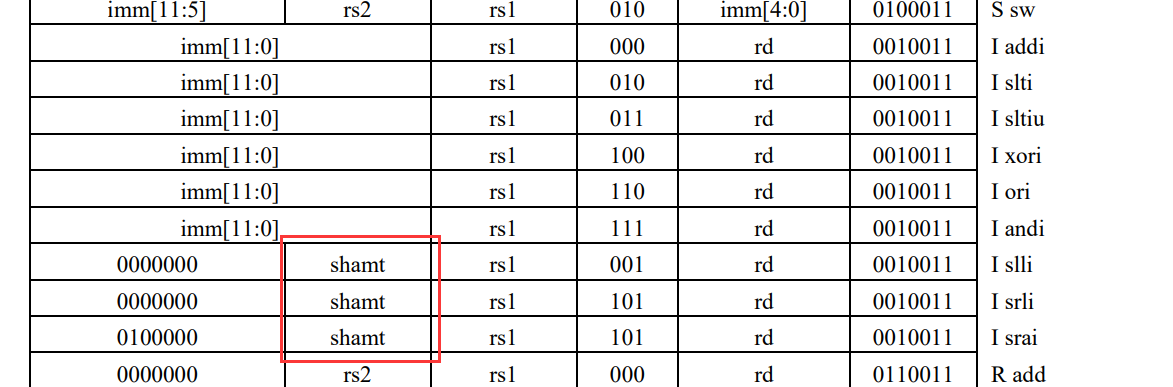 imm[11:5] rs2 rs1 010 imm[4:0] 0100011 S sw
imm[11:0] rs1 000 rd 0010011 I addi
imm[11:0] rs1 010 rd 0010011 I slti
imm[11:0] rs1 011 rd 0010011 I sltiu
imm[11:0] rs1 100 rd 0010011 I xori
imm[11:0] rs1 110 rd 0010011 I ori
imm[11:0] rs1 111 rd 0010011 I andi
0000000 shamt rs1 001 rd 0010011 I slli
0000000 shamt rs1 101 rd 0010011 I srli
0100000 shamt rs1 101 rd 0010011 I srai
0000000 rs2 rs1 000 rd 0110011 R add